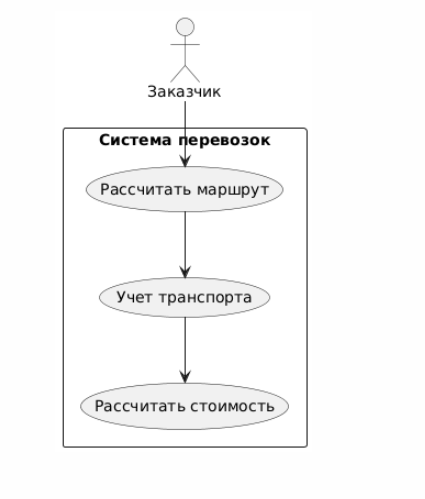 Заказчик
Система перевозок
Рассчитать маршрут
Учет транспорта
Рассчитать стоимость